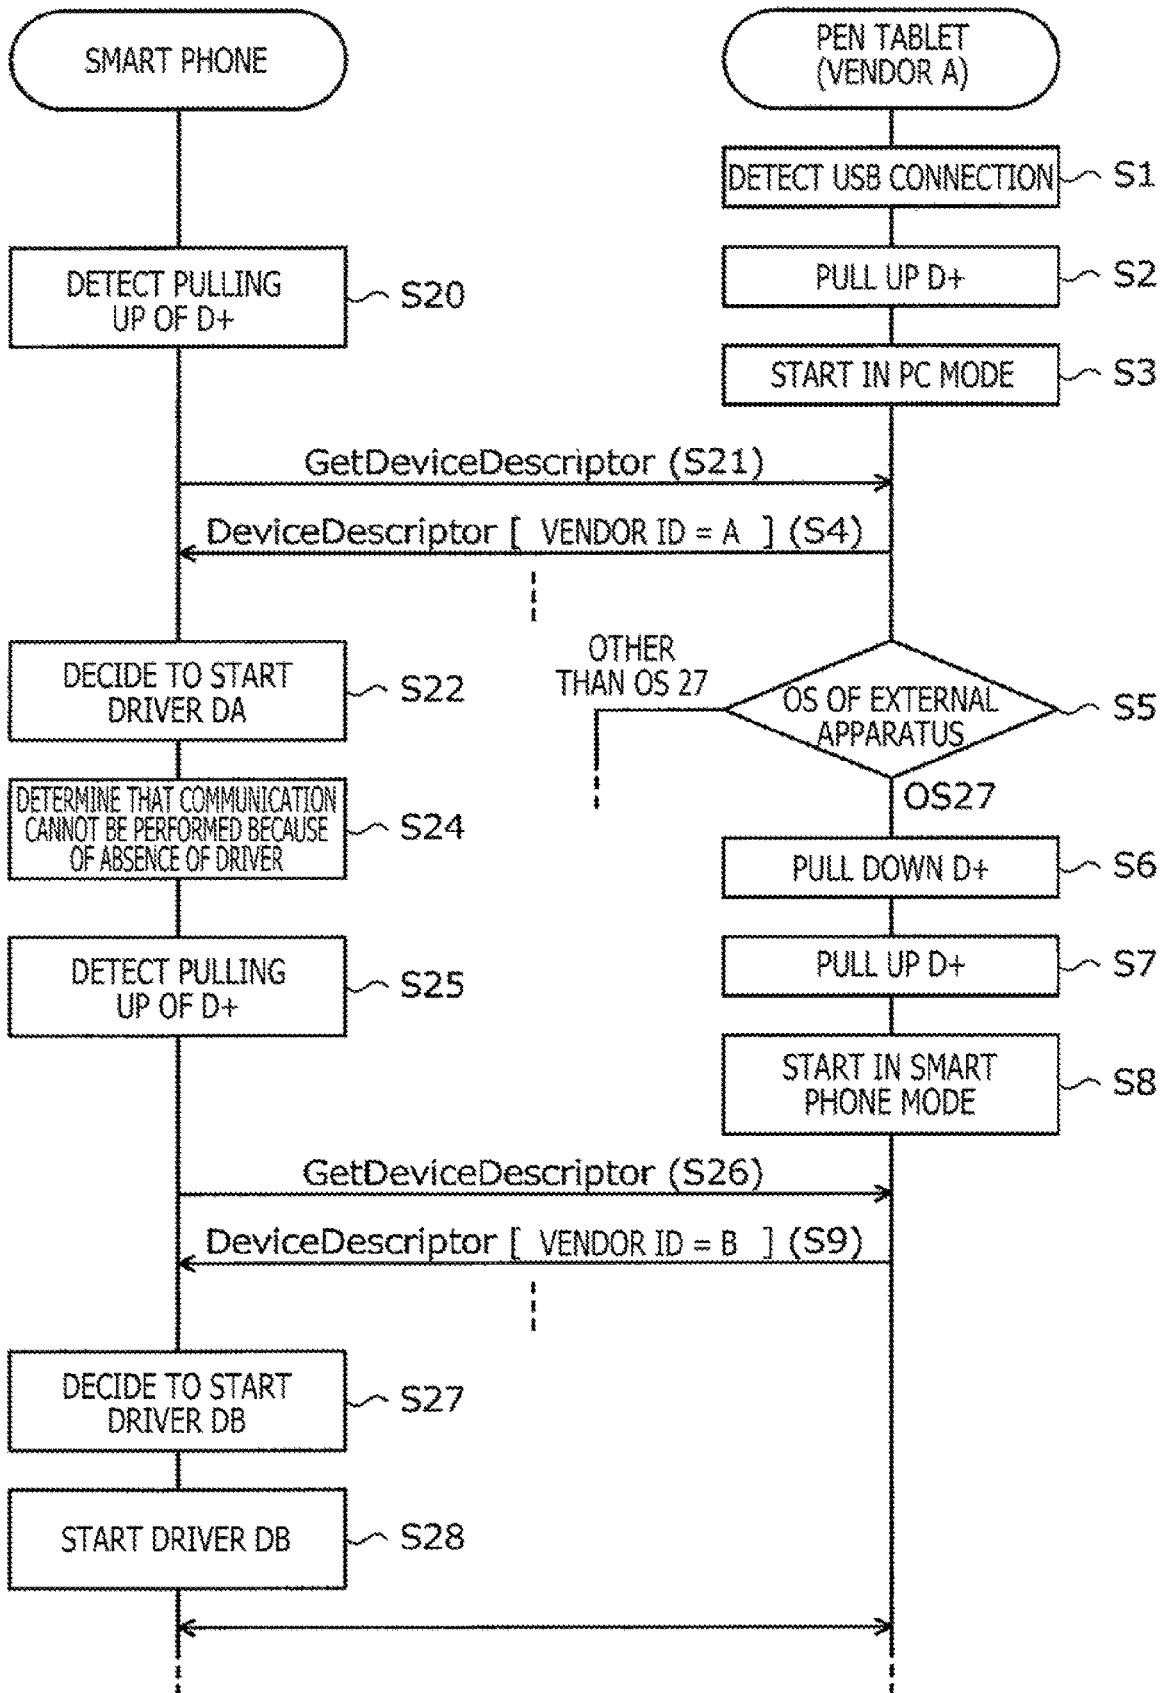 SMART PHONE
PEN TABLET
(VENDOR A)
DETECT USB CONNECTION
S1
DETECT PULLING
UP OF D+
S20
PULL UP D+
S2
START IN PC MODE
S3
GetDeviceDescriptor (S21)
DeviceDescriptor [ VENDOR ID = A ] (S4)
OTHER
THAN OS 27
OS OF EXTERNAL
APPARATUS
S5
OS27
DECIDE TO START
DRIVER DA
S22
DETERMINE THAT COMMUNICATION
CANNOT BE PERFORMED BECAUSE
OF ABSENCE OF DRIVER
S24
PULL DOWN D+
S6
DETECT PULLING
UP OF D+
S25
PULL UP D+
S7
START IN SMART
PHONE MODE
S8
GetDeviceDescriptor (S26)
DeviceDescriptor [ VENDOR ID = B ] (S9)
DECIDE TO START
DRIVER DB
S27
START DRIVER DB
S28